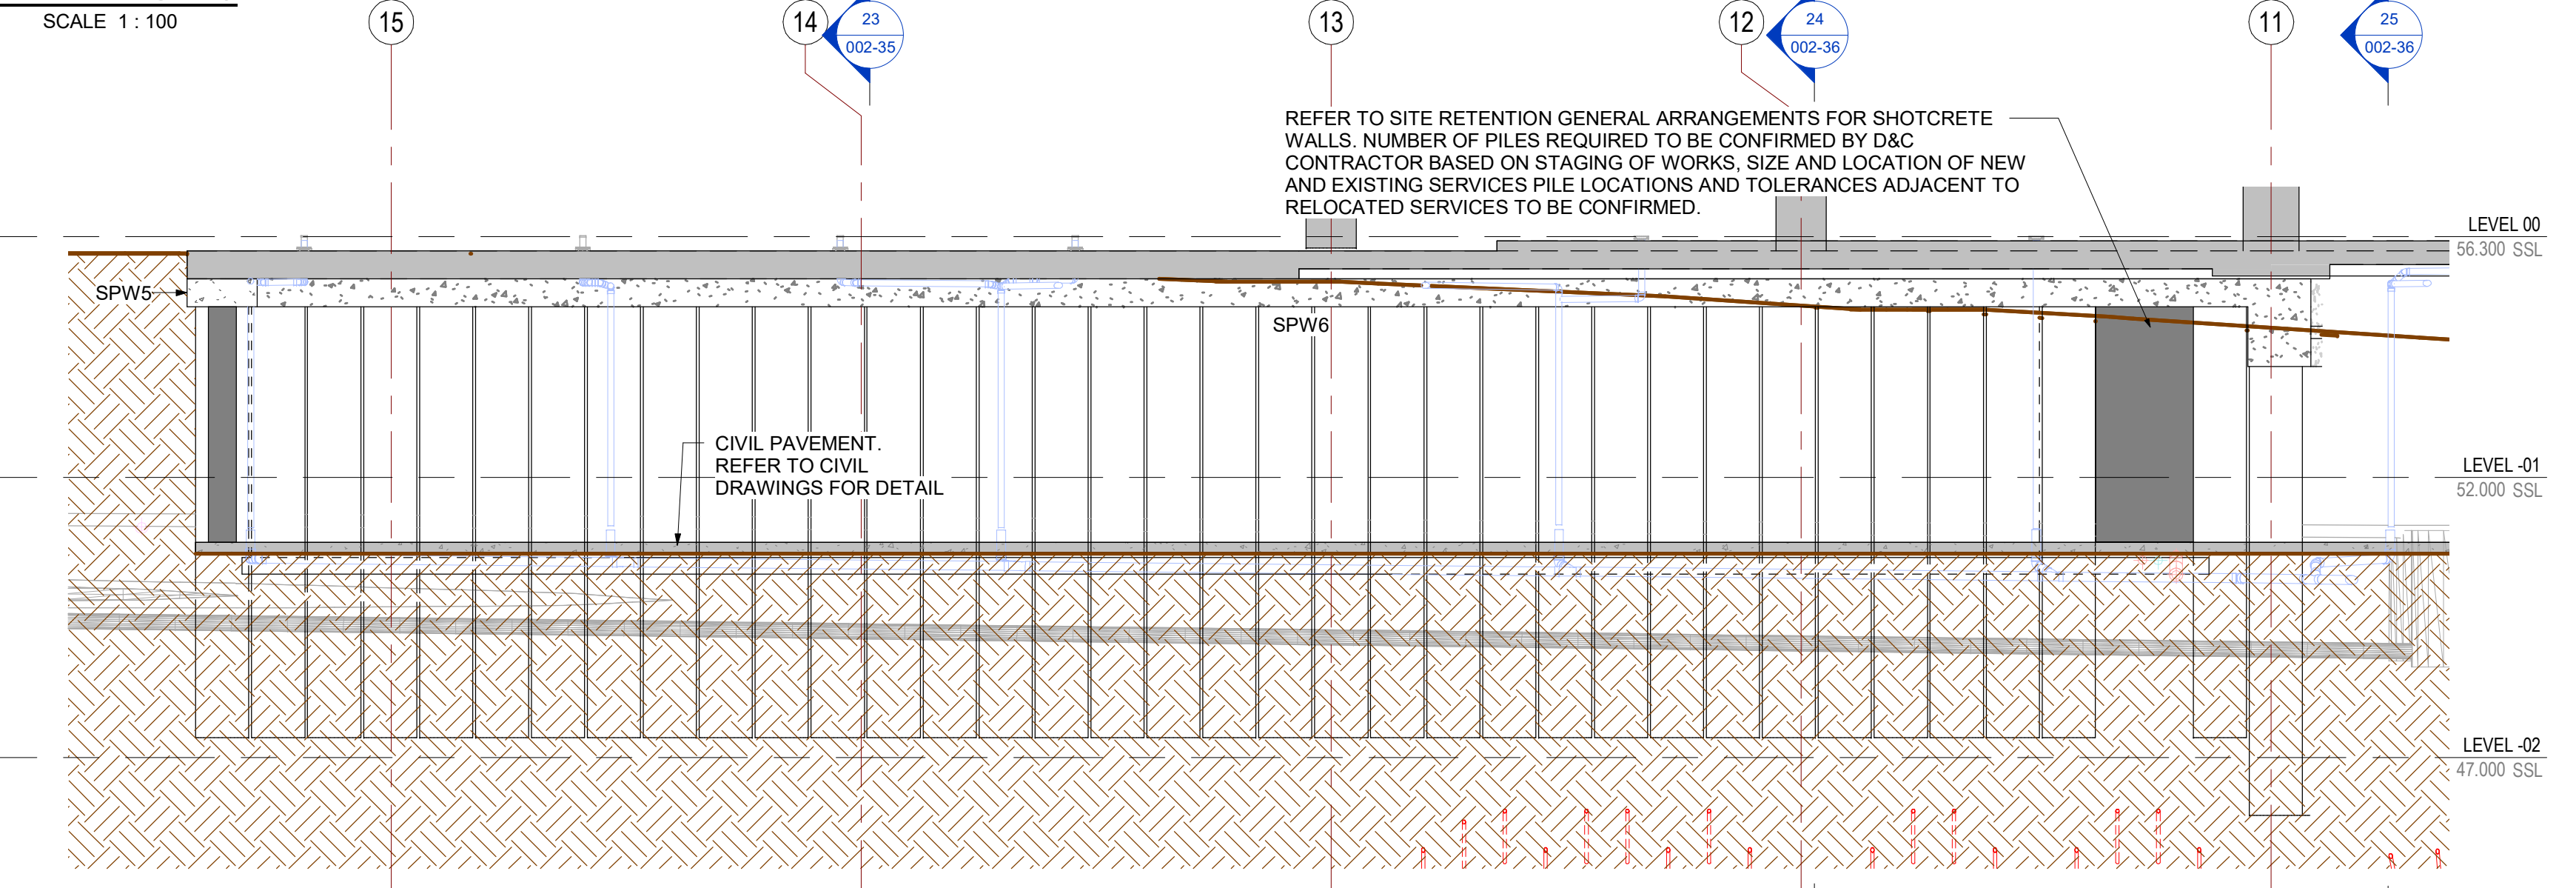 SCALE 1 : 100
15
14
23
002-35
13
12
24
002-36
11
25
002-36
REFER TO SITE RETENTION GENERAL ARRANGEMENTS FOR SHOTCRETE
WALLS. NUMBER OF PILES REQUIRED TO BE CONFIRMED BY D&C
CONTRACTOR BASED ON STAGING OF WORKS, SIZE AND LOCATION OF NEW
AND EXISTING SERVICES PILE LOCATIONS AND TOLERANCES ADJACENT TO
RELOCATED SERVICES TO BE CONFIRMED.
LEVEL 00
56.300 SSL
SPW5
SPW6
CIVIL PAVEMENT.
REFER TO CIVIL
DRAWINGS FOR DETAIL
LEVEL -01
52.000 SSL
LEVEL -02
47.000 SSL